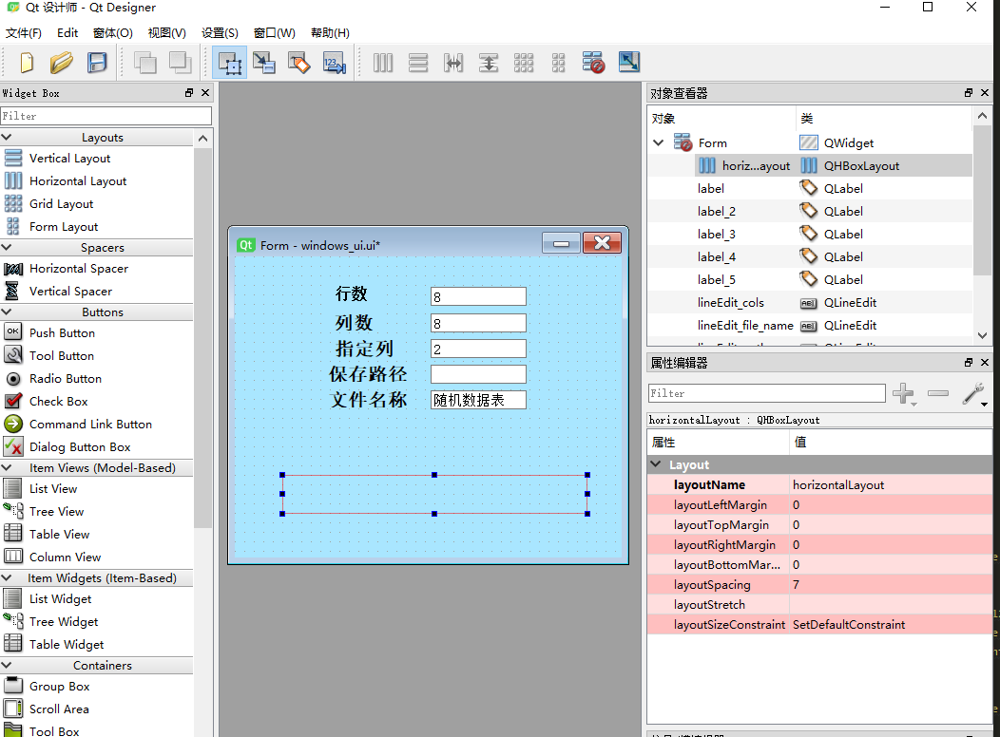 Qt 设计师 - Qt Designer
文件(F) Edit 窗体(O) 视图(V) 设置(S) 窗口(W) 帮助(H)
123
Widget Box
Filter
Layouts
Vertical Layout
Horizontal Layout
Grid Layout
Form Layout
Spacers
Horizontal Spacer
Vertical Spacer
Buttons
OK Push Button
Tool Button
Radio Button
Check Box
Command Link Button
Dialog Button Box
Item Views (Model-Based)
List View
Tree View
Table View
Column View
Item Widgets (Item-Based)
List Widget
Tree Widget
Table Widget
Containers
Group Box
Scroll Area
Tool Box
Qt Form - windows_ui.ui*
行数 8
列数 8
指定列 2
保存路径
文件名称 随机数据表
对象查看器
对象 类
Form QWidget
horiz...ayout QHBoxLayout
label QLabel
label_2 QLabel
label_3 QLabel
label_4 QLabel
label_5 QLabel
lineEdit_cols QLineEdit
lineEdit_file_name QLineEdit
属性编辑器
Filter
horizontalLayout : QHBoxLayout
属性 值
Layout
layoutName horizontalLayout
layoutLeftMargin 0
layoutTopMargin 0
layoutRightMargin 0
layoutBottomMar... 0
layoutSpacing 7
layoutStretch
layoutSizeConstraint SetDefaultConstraint